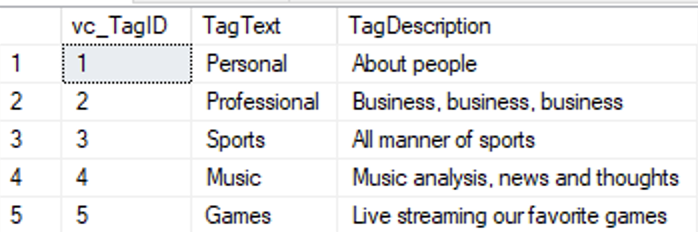 vc_TagID TagText TagDescription
1 1 Personal About people
2 2 Professional Business, business, business
3 3 Sports All manner of sports
4 4 Music Music analysis, news and thoughts
5 5 Games Live streaming our favorite games